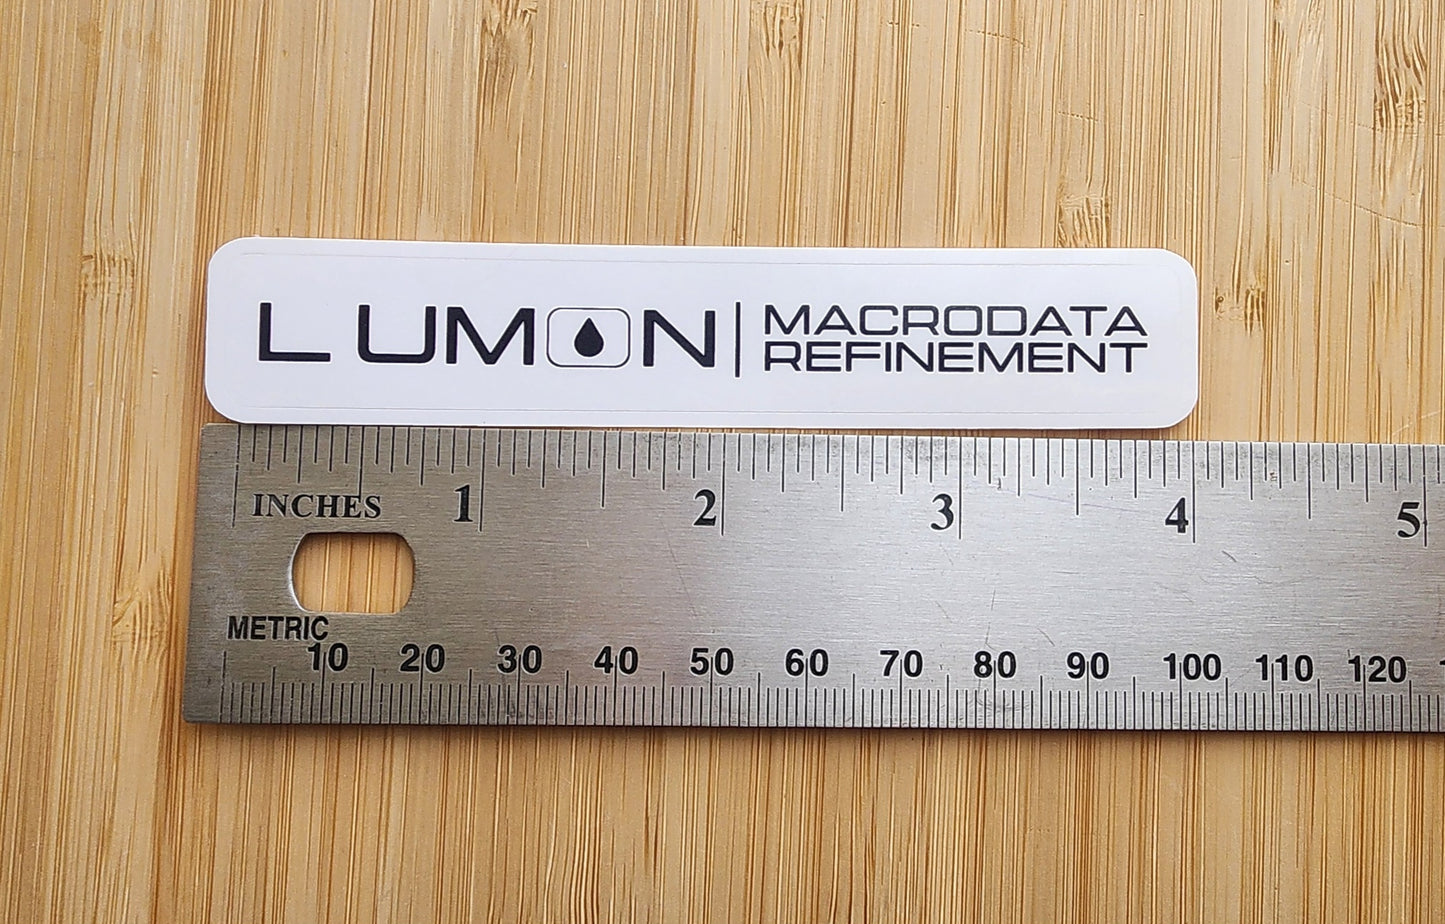 LUMON
MACRODATA
REFINEMENT
INCHES 1 2 3 4 5
METRIC
10 20 30 40 50 60 70 80 90 100 110 120